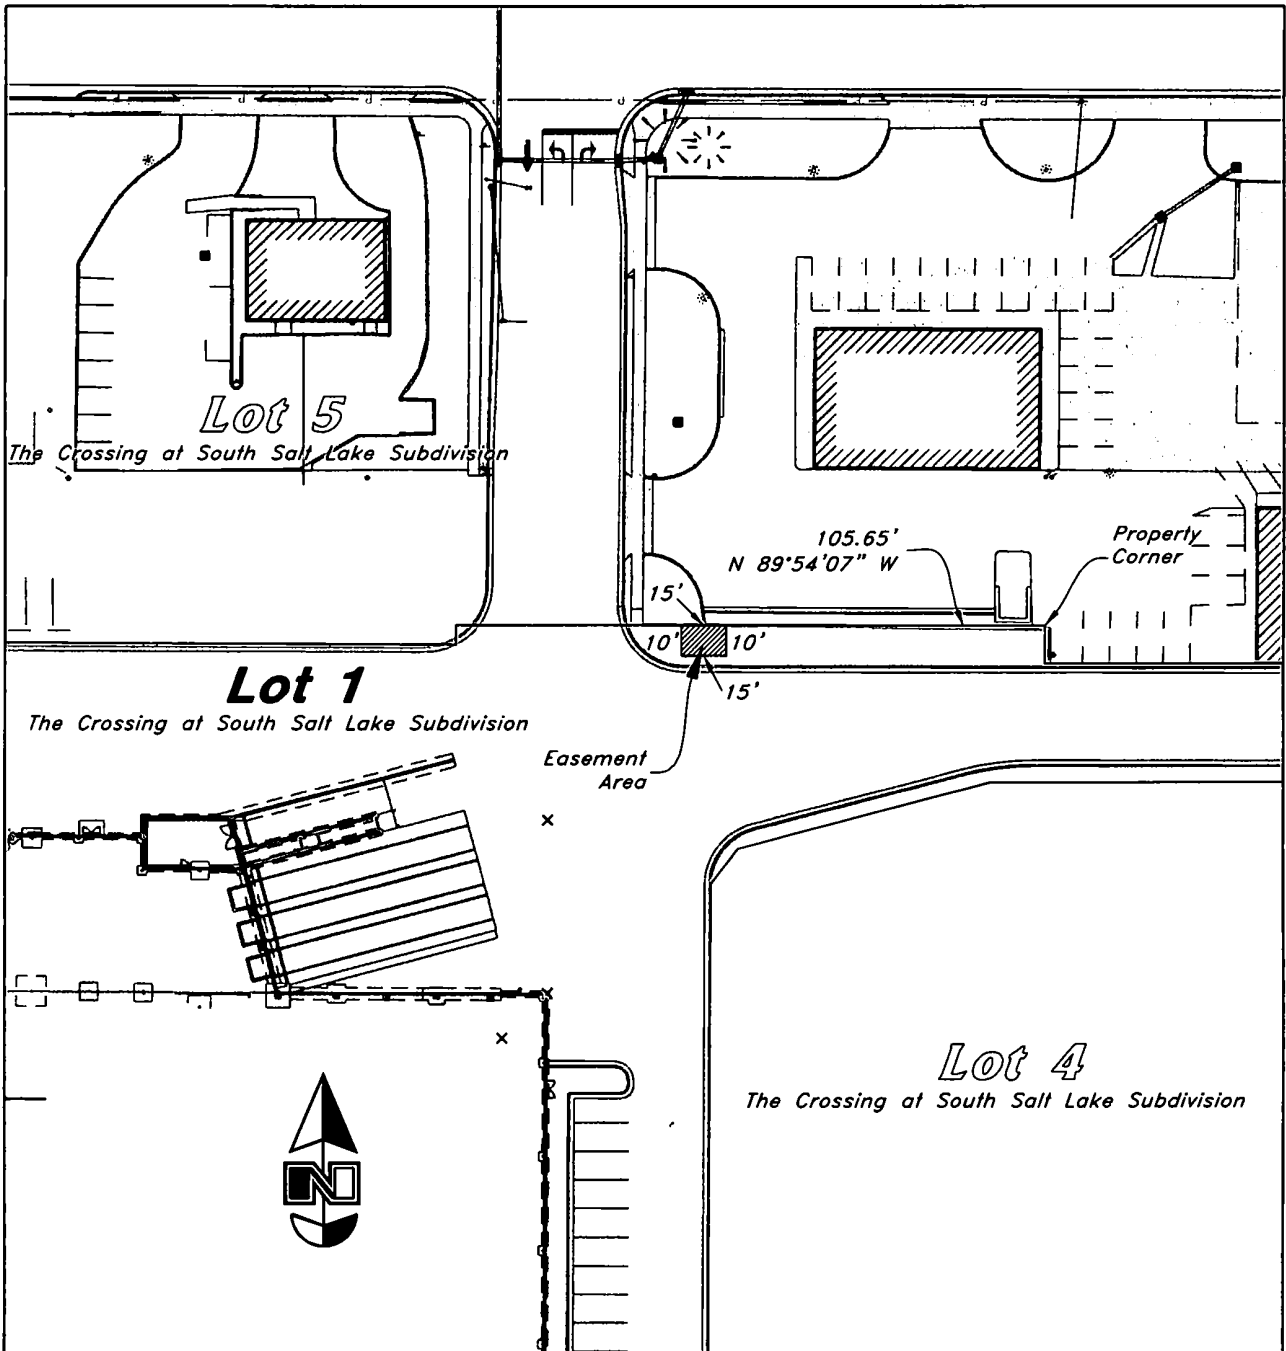 Lot 5
The Crossing at South Salt Lake Subdivision
105.65'
N 89°54'07" W
Property
Corner
15'
10'
10'
15'
Lot 1
The Crossing at South Salt Lake Subdivision
Easement
Area
Lot 4
The Crossing at South Salt Lake Subdivision
N